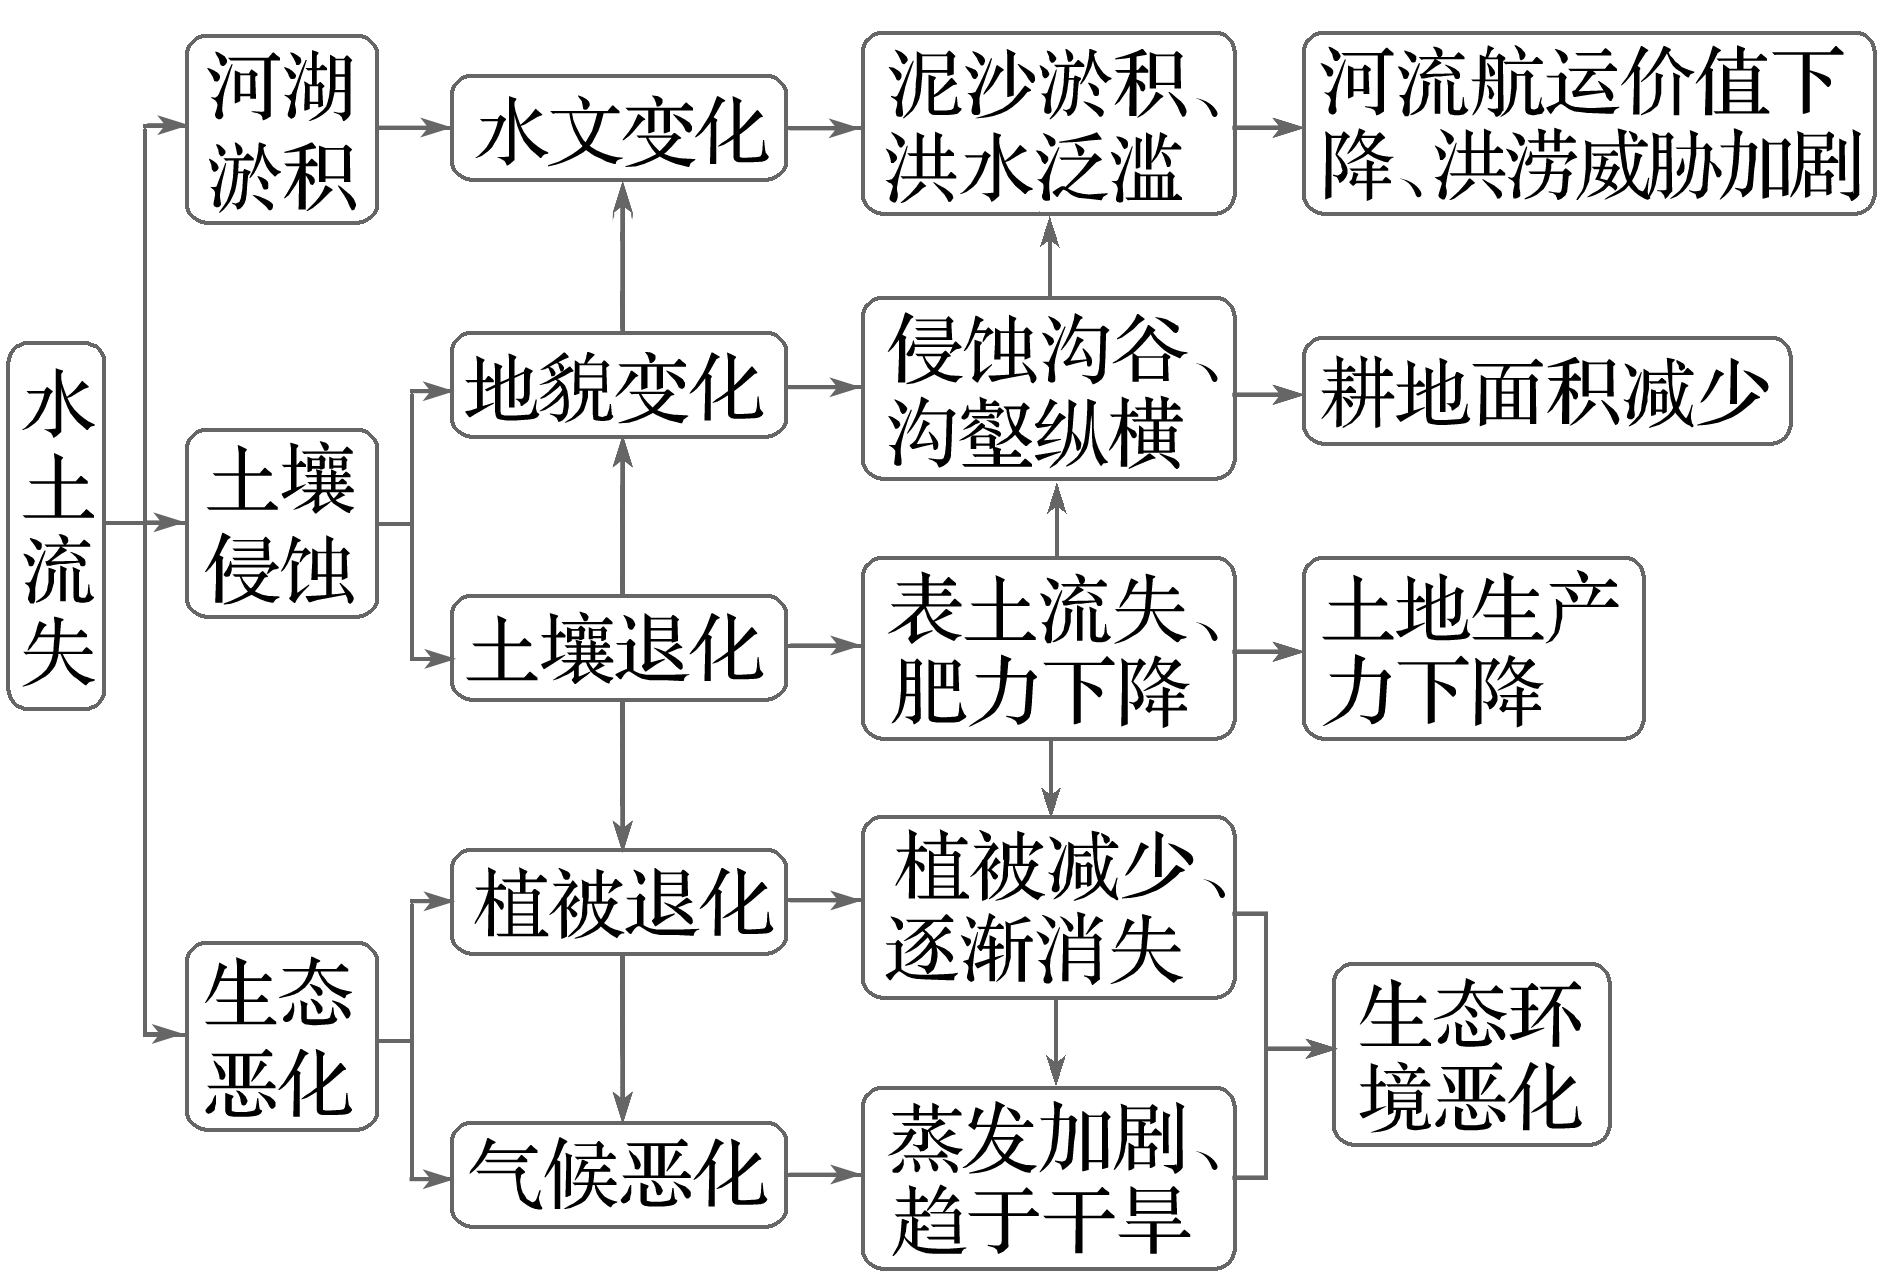 水土流失
河湖
淤积
土壤
侵蚀
生态
恶化
水文变化
地貌变化
土壤退化
植被退化
气候恶化
泥沙淤积、
洪水泛滥
侵蚀沟谷、
沟壑纵横
表土流失、
肥力下降
植被减少、
逐渐消失
蒸发加剧、
趋于干旱
河流航运价值下
降、洪涝威胁加剧
耕地面积减少
土地生产
力下降
生态环
境恶化